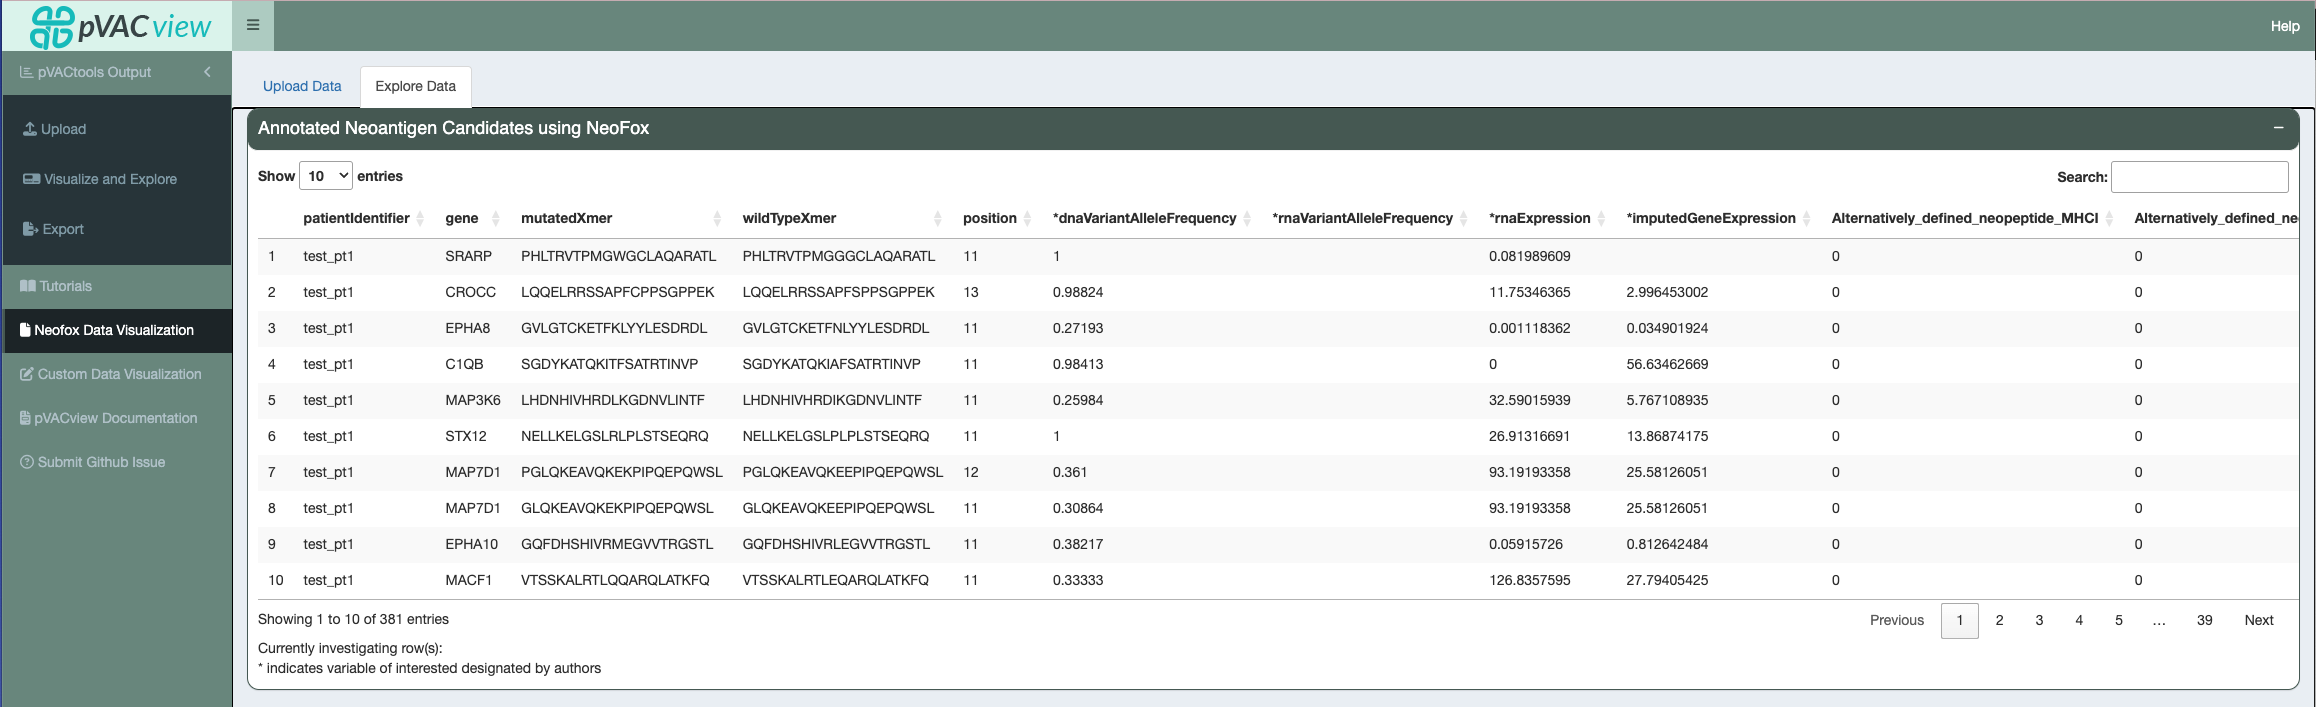 pVACview
Help
pVACtools Output
Upload
Visualize and Explore
Export
Tutorials
Neofox Data Visualization
Custom Data Visualization
pVACview Documentation
Submit Github Issue
Upload Data Explore Data
Annotated Neoantigen Candidates using NeoFox
Show 10 entries Search:
patientIdentifier gene mutatedXmer wildTypeXmer position *dnaVariantAlleleFrequency *rnaVariantAlleleFrequency *rnaExpression *imputedGeneExpression Alternatively_defined_neopeptide_MHCI Alternatively_defined_ne
1 test_pt1 SRARP PHLTRVTPMGWGCLAQARATL PHLTRVTPMGGGCLAQARATL 11 1 0.081989609 0 0
2 test_pt1 CROCC LQQELRRSSAPFCPPSGPPEK LQQELRRSSAPFSPPSGPPEK 13 0.98824 11.75346365 2.996453002 0 0
3 test_pt1 EPHA8 GVLGTCKETFKLYYLESDRDL GVLGTCKETFNLYYLESDRDL 11 0.27193 0.001118362 0.034901924 0 0
4 test_pt1 C1QB SGDYKATQKITFSATRTINVP SGDYKATQKIAFSATRTINVP 11 0.98413 0 56.63462669 0 0
5 test_pt1 MAP3K6 LHDNHIVHRDLKGDNVLINTF LHDNHIVHRDIKGDNVLINTF 11 0.25984 32.59015939 5.767108935 0 0
6 test_pt1 STX12 NELLKELGSLRLPLSTSEQRQ NELLKELGSLPLPLSTSEQRQ 11 1 26.91316691 13.86874175 0 0
7 test_pt1 MAP7D1 PGLQKEAVQKEKPIPQEPQWSL PGLQKEAVQKEEPIPQEPQWSL 12 0.361 93.19193358 25.58126051 0 0
8 test_pt1 MAP7D1 GLQKEAVQKEKPIPQEPQWSL GLQKEAVQKEEPIPQEPQWSL 11 0.30864 93.19193358 25.58126051 0 0
9 test_pt1 EPHA10 GQFDHSHIVRMEGVVTRGSTL GQFDHSHIVRLEGVVTRGSTL 11 0.38217 0.05915726 0.812642484 0 0
10 test_pt1 MACF1 VTSSKALRTLQQARQLATKFQ VTSSKALRTLEQARQLATKFQ 11 0.33333 126.8357595 27.79405425 0 0
Showing 1 to 10 of 381 entries Previous 1 2 3 4 5 … 39 Next
Currently investigating row(s):
* indicates variable of interested designated by authors